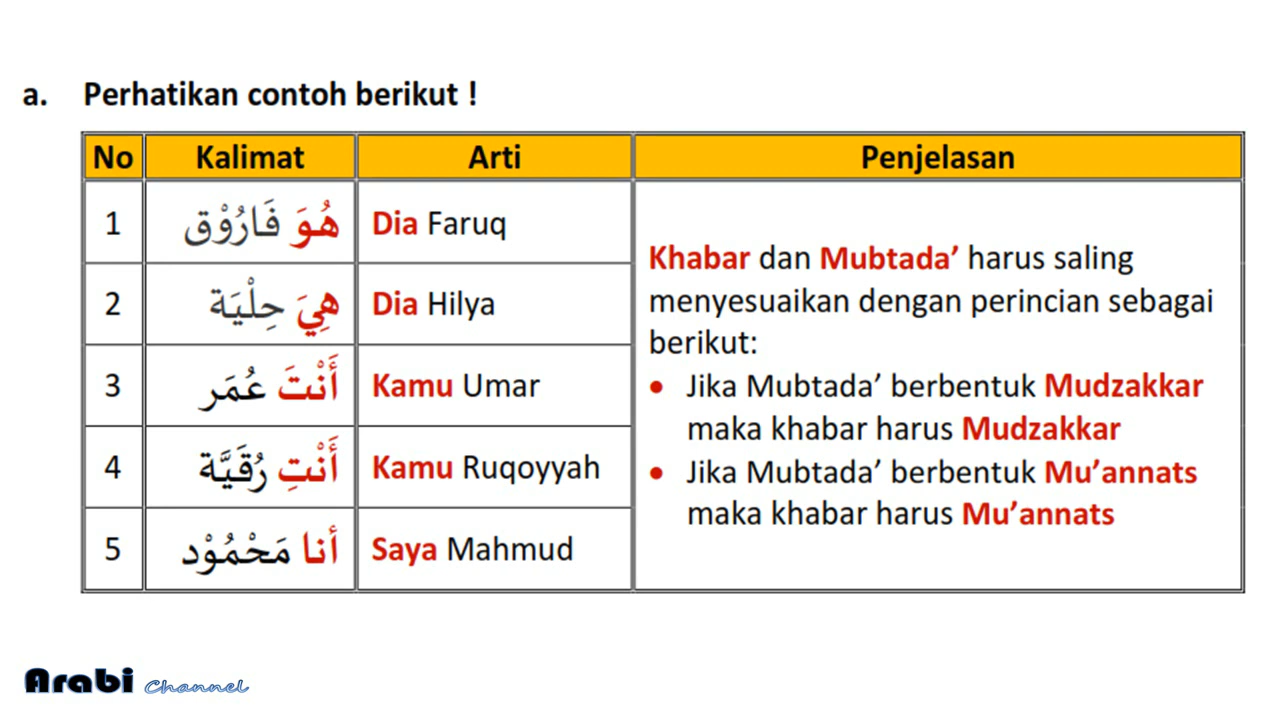 a. Perhatikan contoh berikut !
No Kalimat Arti Penjelasan
1 هُوَ فَارُوْق Dia Faruq
2 هِيَ حِلْيَة Dia Hilya
3 أَنْتَ عُمَر Kamu Umar
4 أَنْتِ رُقَيَّة Kamu Ruqoyyah
5 أنا مَحْمُوْد Saya Mahmud
Khabar dan Mubtada’ harus saling
menyesuaikan dengan perincian sebagai
berikut:
• Jika Mubtada’ berbentuk Mudzakkar
maka khabar harus Mudzakkar
• Jika Mubtada’ berbentuk Mu’annats
maka khabar harus Mu’annats
Arabi Channel